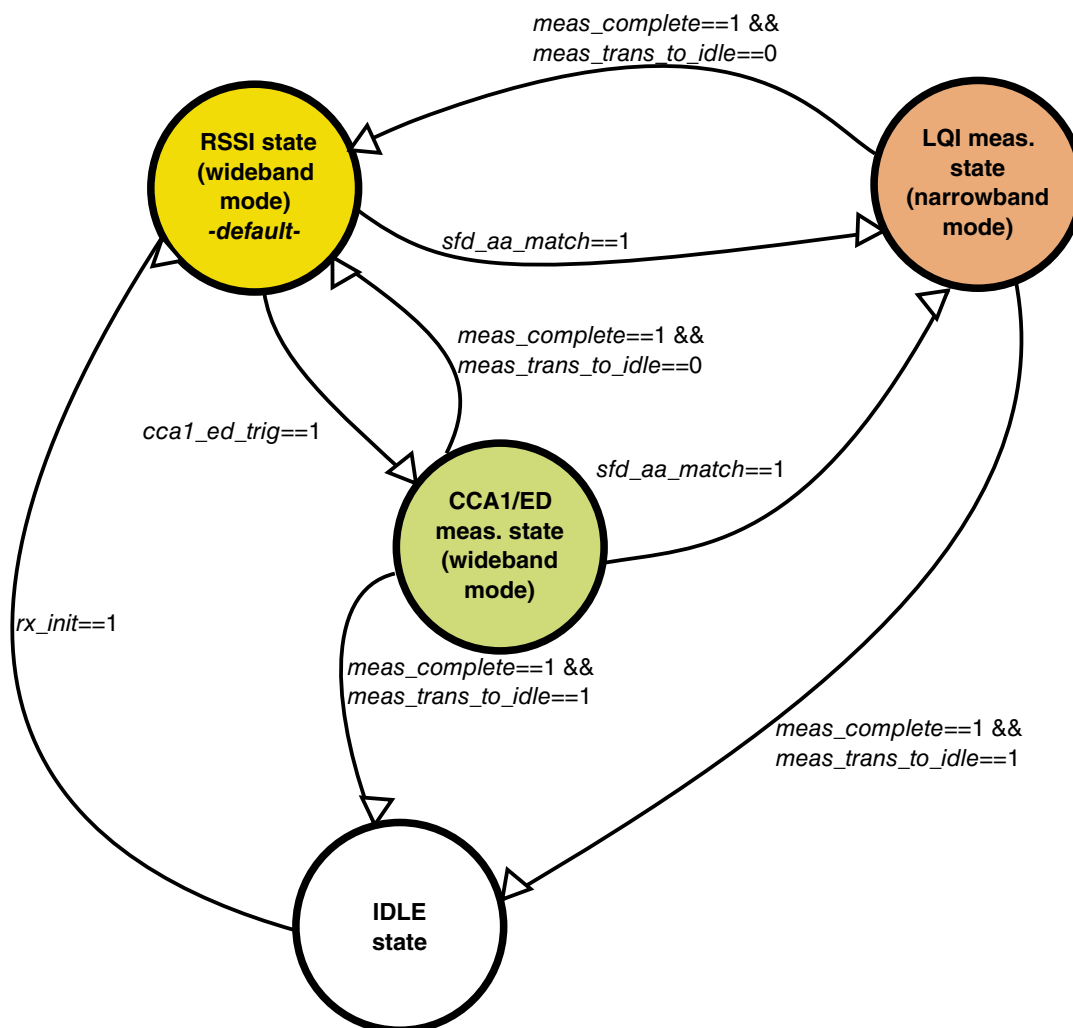 meas_complete==1 &&
meas_trans_to_idle==0
RSSI state
(wideband
mode)
-default-
LQI meas.
state
(narrowband
mode)
sfd_aa_match==1
meas_complete==1 &&
meas_trans_to_idle==0
cca1_ed_trig==1
sfd_aa_match==1
CCA1/ED
meas. state
(wideband
mode)
rx_init==1
meas_complete==1 &&
meas_trans_to_idle==1
meas_complete==1 &&
meas_trans_to_idle==1
IDLE
state